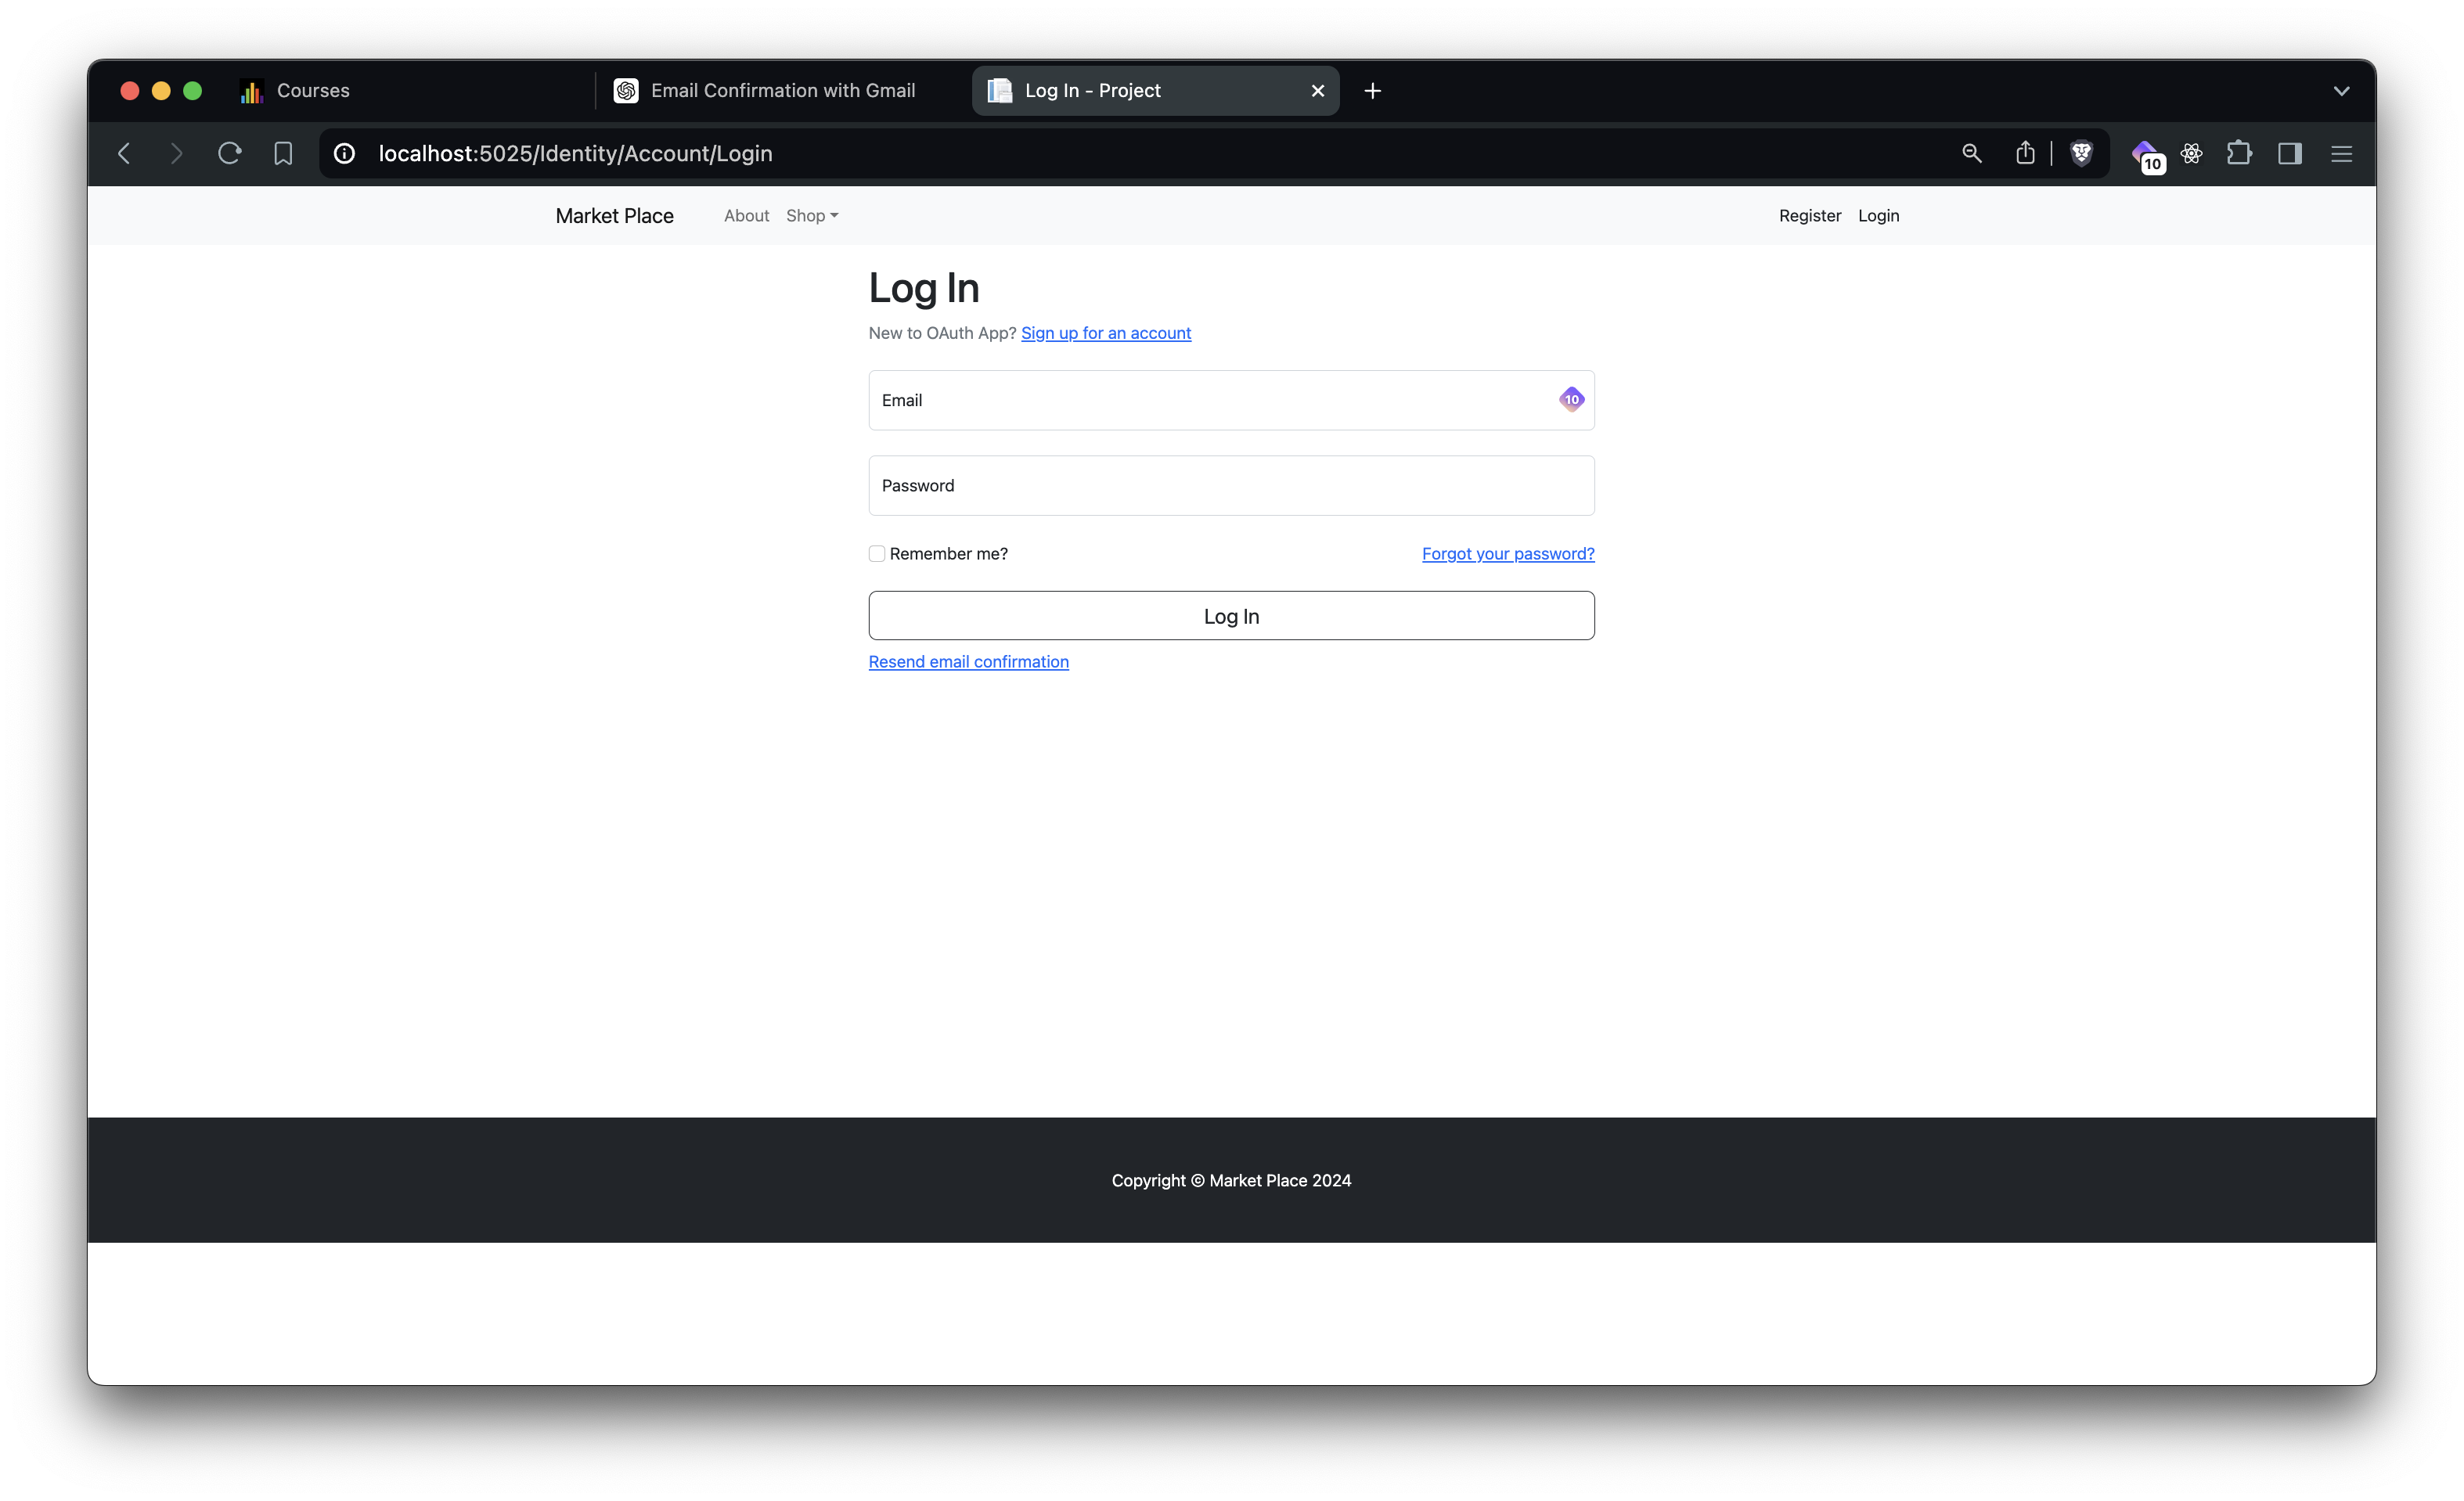 Courses
Email Confirmation with Gmail
Log In - Project
localhost:5025/Identity/Account/Login
10
Market Place
About
Shop
Register
Login
Log In
New to OAuth App? Sign up for an account
Email
10
Password
Remember me?
Forgot your password?
Log In
Resend email confirmation
Copyright © Market Place 2024